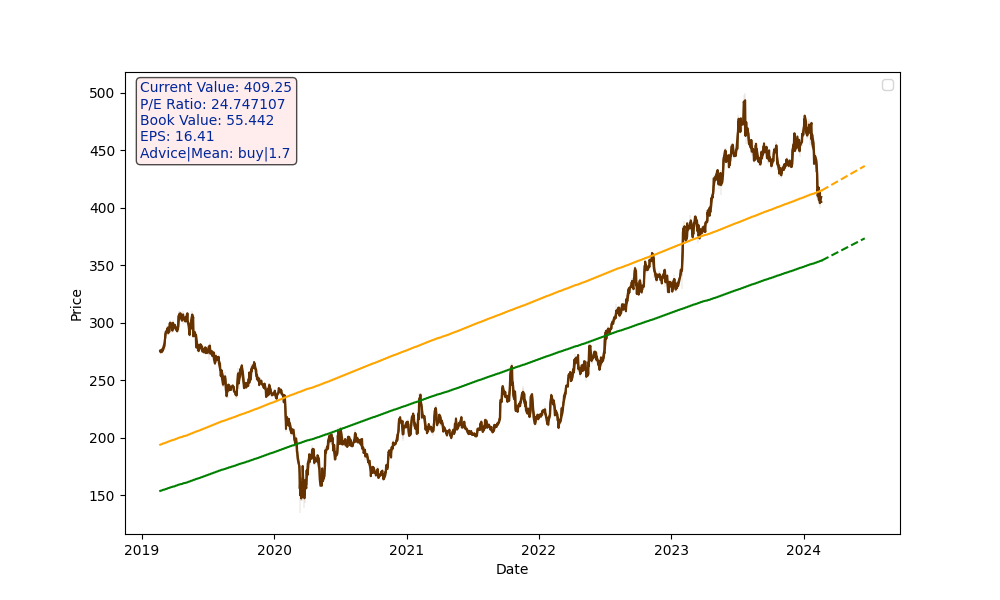 Current Value: 409.25
P/E Ratio: 24.747107
Book Value: 55.442
EPS: 16.41
Advice|Mean: buy|1.7
500
450
400
350
300
250
200
150
Price
2019 2020 2021 2022 2023 2024
Date